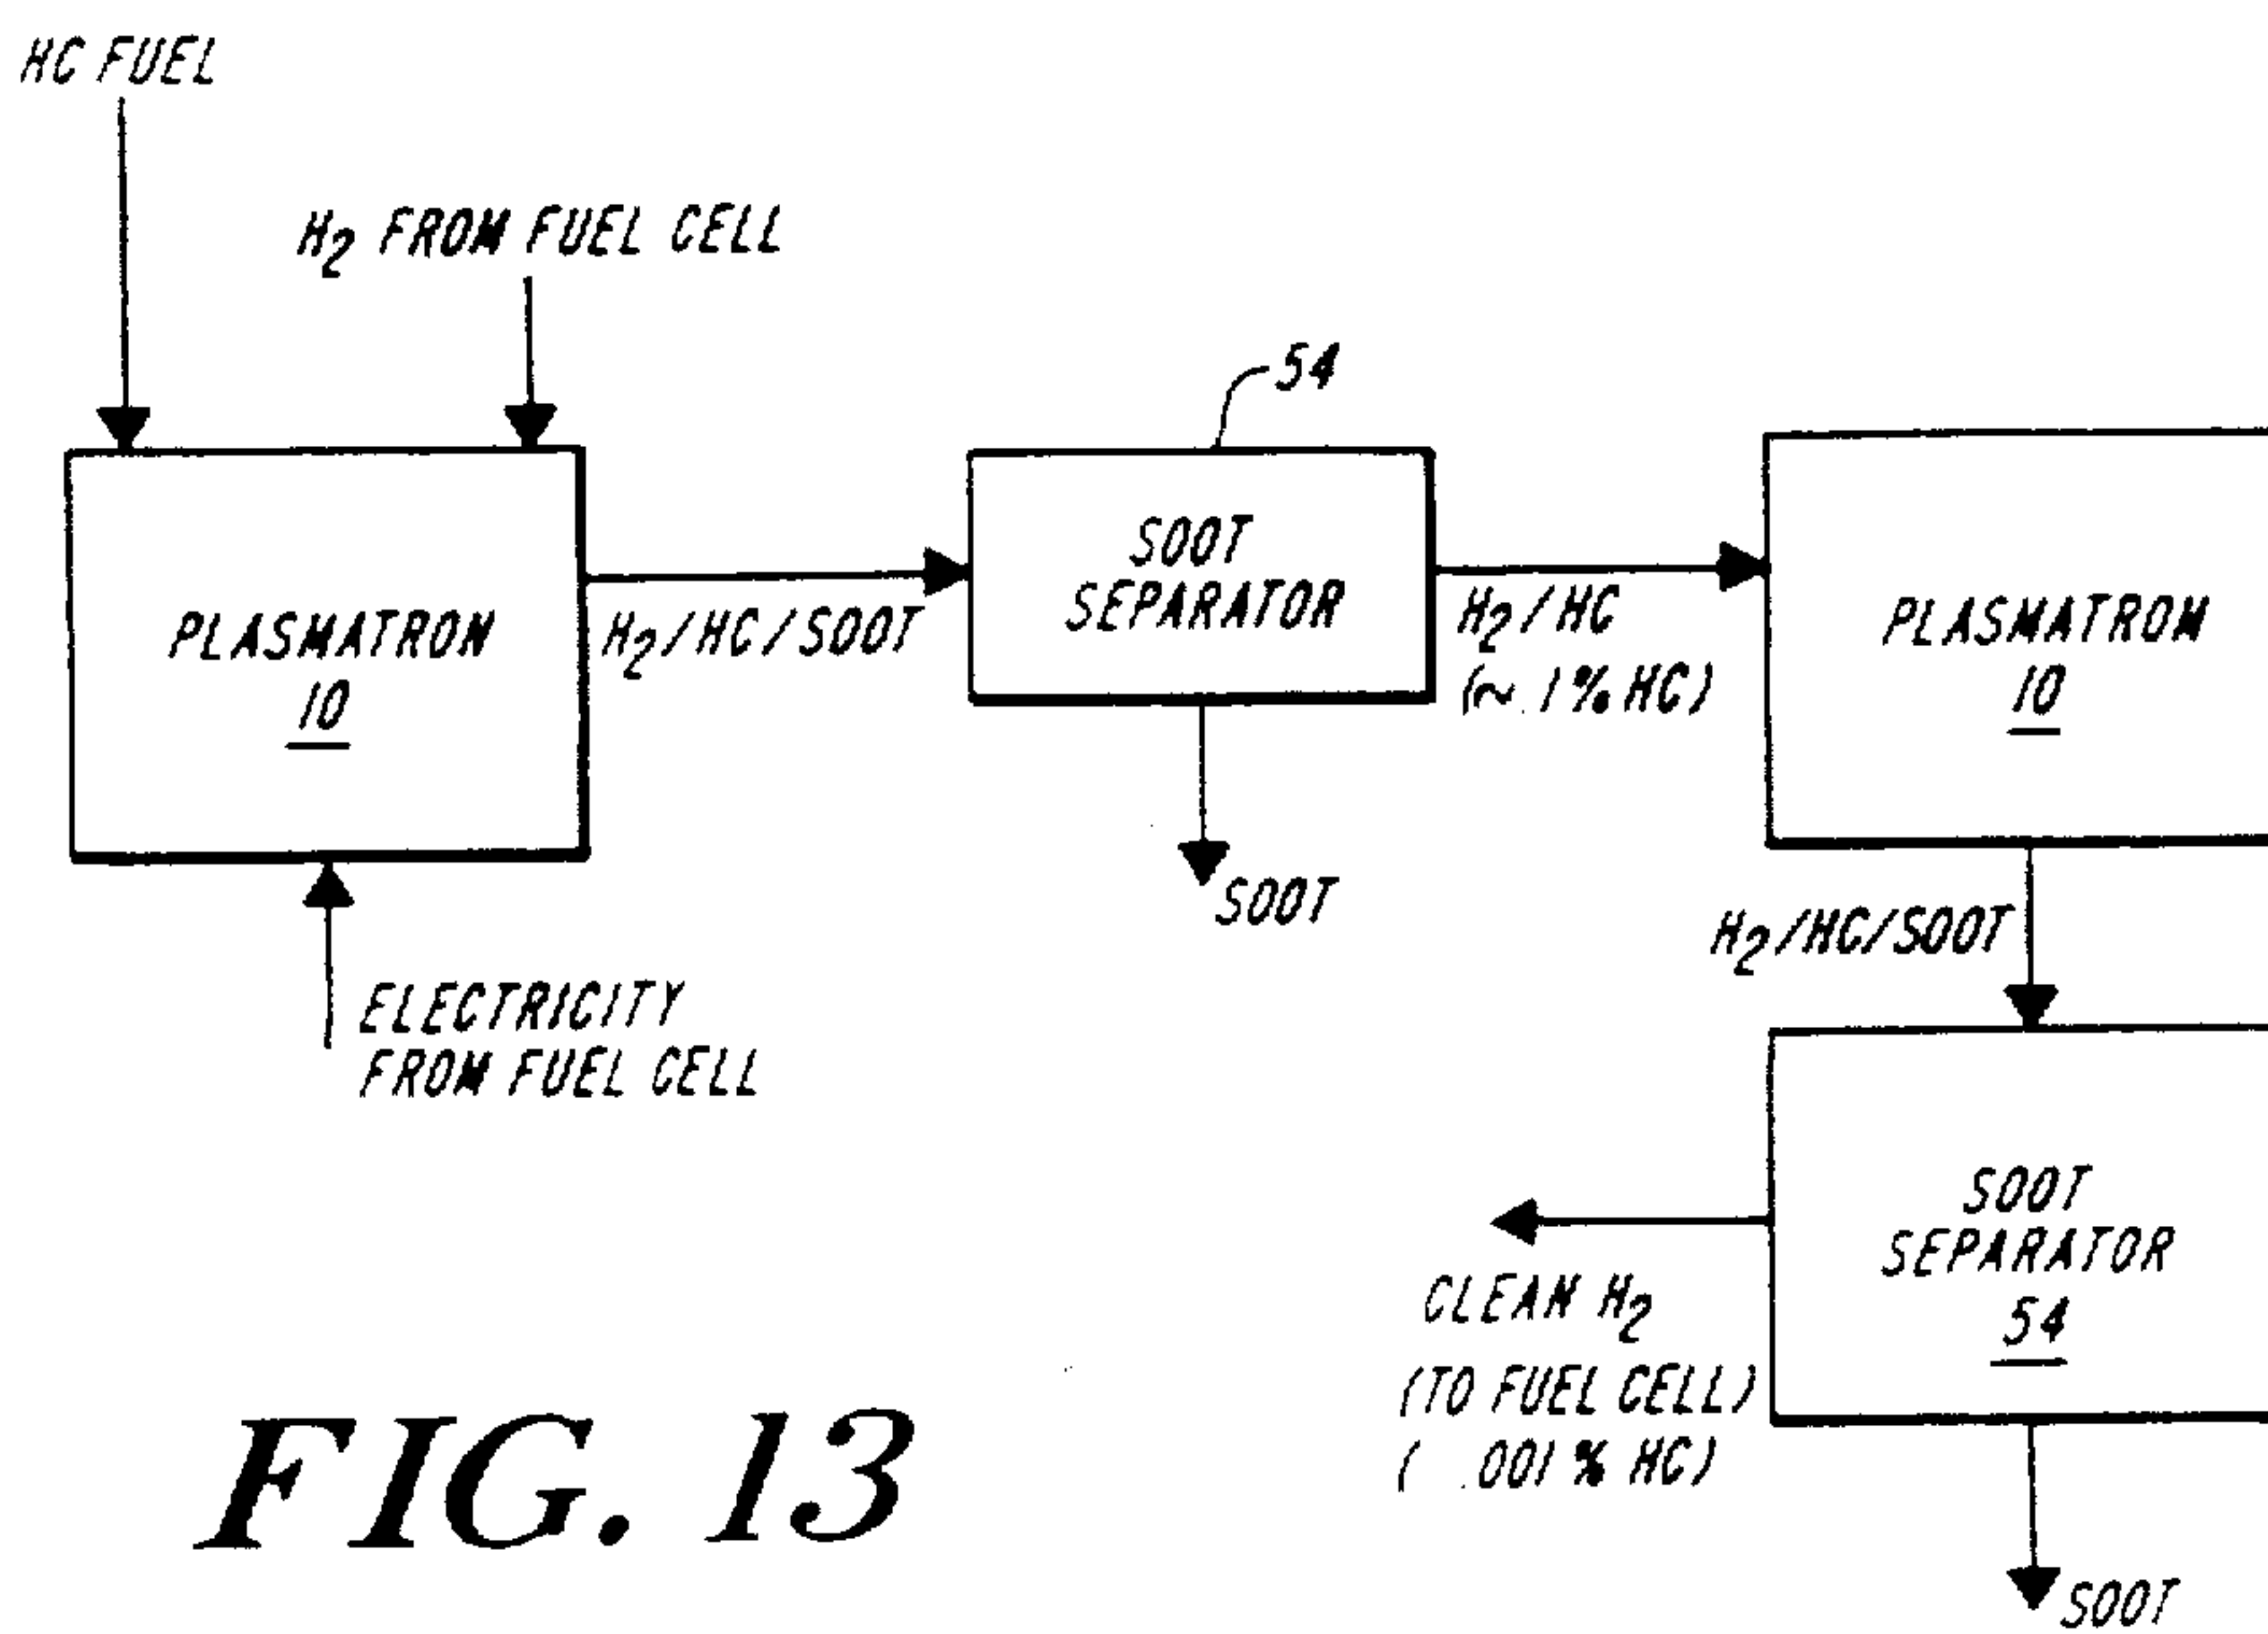 HC FUEL
H2 FROM FUEL CELL
54
SOOT
SEPARATOR
PLASMATRON
10
H2/HC/SOOT
H2/HC
(~.1% HC)
PLASMATRON
10
SOOT
ELECTRICITY
FROM FUEL CELL
H2/HC/SOOT
SOOT
SEPARATOR
54
CLEAN H2
(TO FUEL CELL)
( .001% HC)
SOOT
FIG. 13